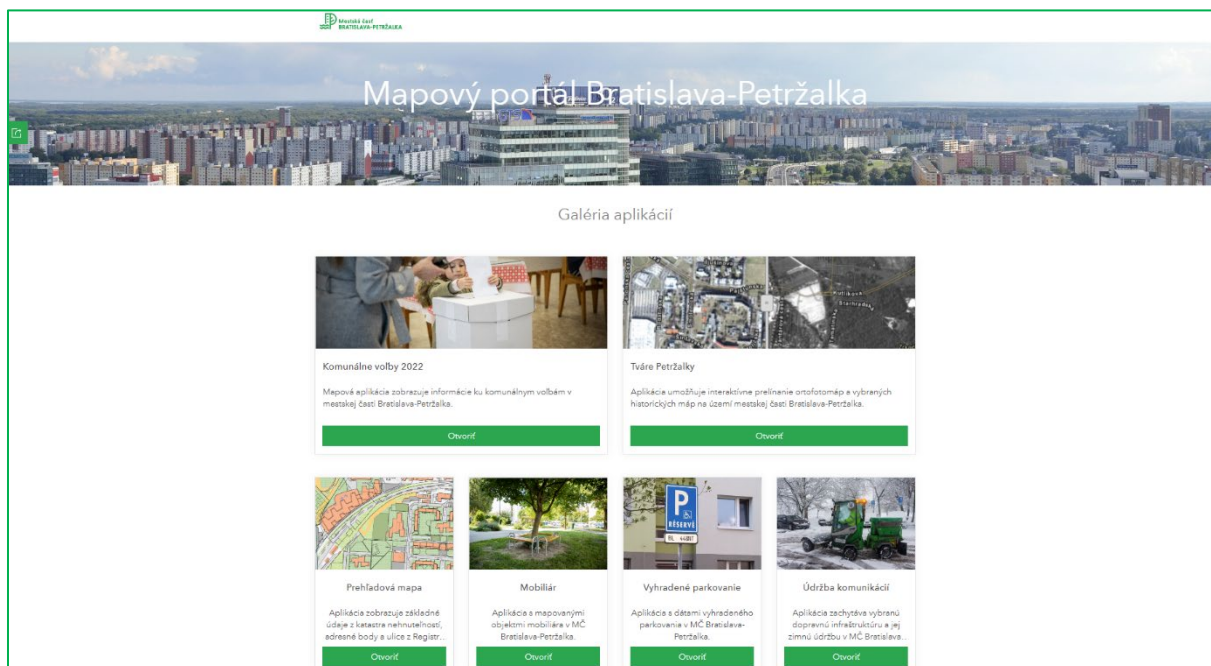 Mestská časť
BRATISLAVA-PETRŽALKA
Mapový portál Bratislava-Petržalka
Galéria aplikácií
Komunálne voľby 2022
Mapová aplikácia zobrazuje informácie ku komunálnym voľbám v
mestskej časti Bratislava-Petržalka.
Otvoriť
Tváre Petržalky
Aplikácia umožňuje interaktívne prelínanie ortofotomáp a vybraných
historických máp na území mestskej časti Bratislava-Petržalka.
Otvoriť
Prehľadová mapa
Aplikácia zobrazuje základné
údaje z katastra nehnuteľností,
adresné body a ulice z Registr...
Otvoriť
Mobiliár
Aplikácia s mapovanými
objektmi mobiliára v MČ
Bratislava-Petržalka.
Otvoriť
P
RÉSERVÉ
Vyhradené parkovanie
Aplikácia s dátami vyhradeného
parkovania v MČ Bratislava-
Petržalka.
Otvoriť
Údržba komunikácií
Aplikácia zachytáva vybranú
dopravnú infraštruktúru a jej
zimnú údržbu v MČ Bratislava...
Otvoriť